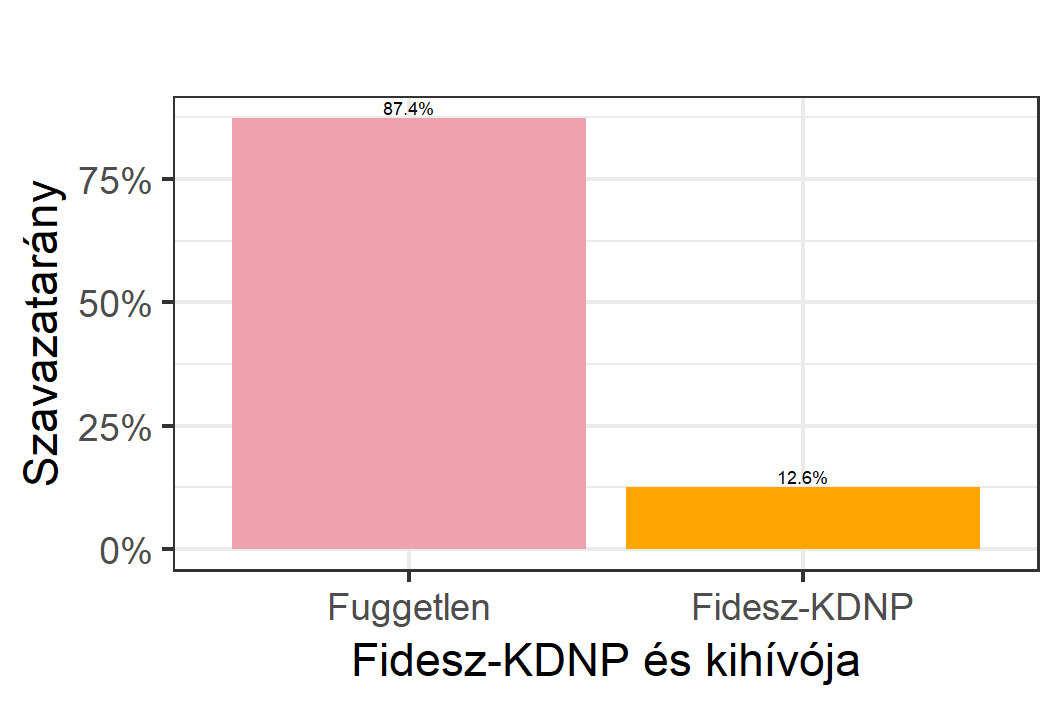 87.4%
75%
50%
25%
0%
12.6%
Szavazatarány
Fuggetlen
Fidesz-KDNP
Fidesz-KDNP és kihívója